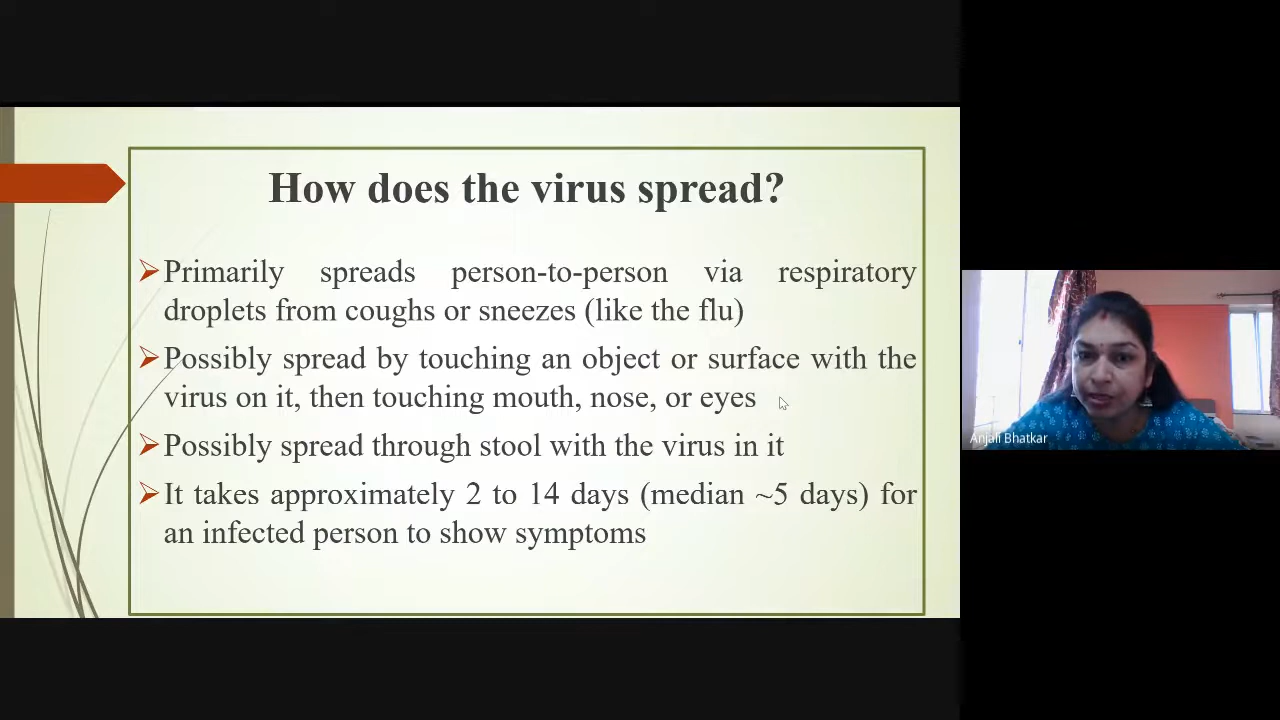 How does the virus spread?
Primarily spreads person-to-person via respiratory
droplets from coughs or sneezes (like the flu)
Possibly spread by touching an object or surface with the
virus on it, then touching mouth, nose, or eyes
Possibly spread through stool with the virus in it
It takes approximately 2 to 14 days (median ~5 days) for
an infected person to show symptoms
Anjali Bhatkar